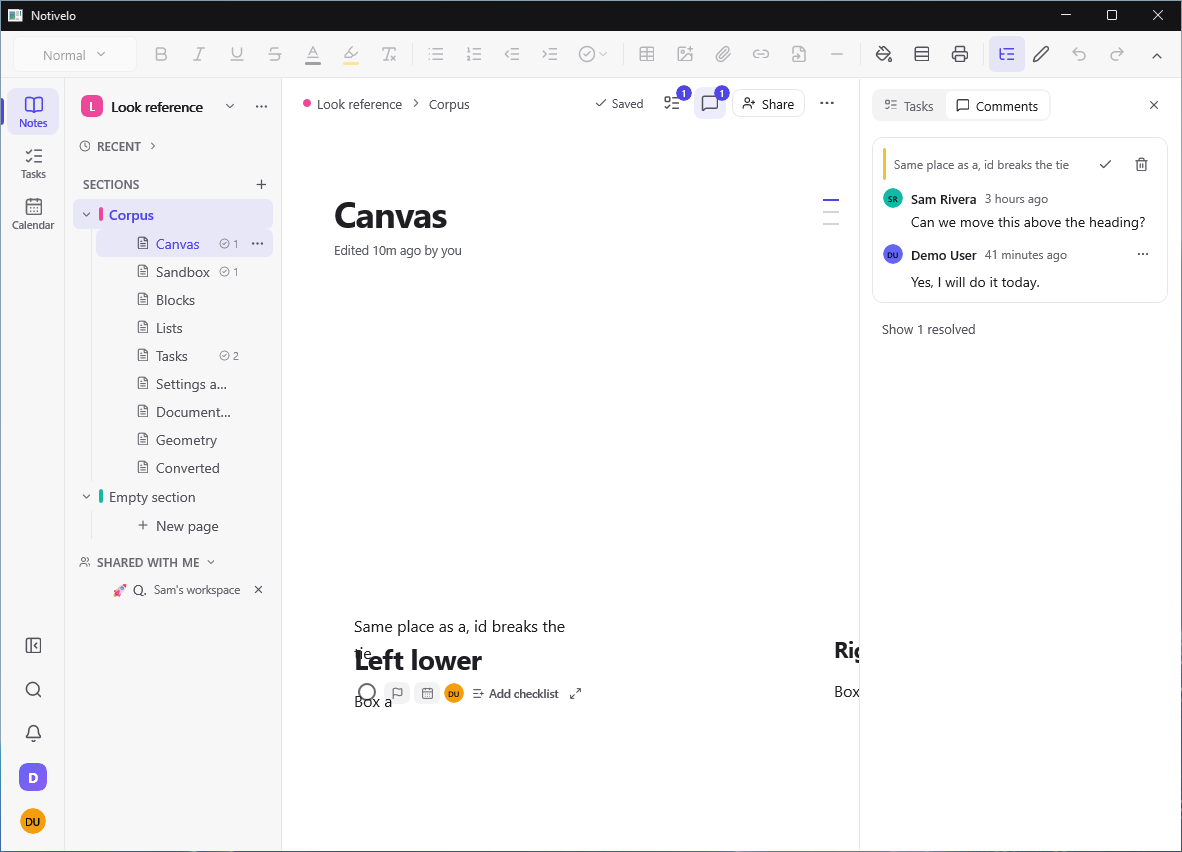 Notivelo
Normal
Notes
Tasks
Calendar
D
DU
L Look reference
RECENT
SECTIONS
Corpus
Canvas 1
Sandbox 1
Blocks
Lists
Tasks 2
Settings a...
Document...
Geometry
Converted
Empty section
New page
SHARED WITH ME
Q. Sam's workspace
Look reference > Corpus
Saved
1
1
Share
Canvas
Edited 10m ago by you
Same place as a, id breaks the
tie
Left lower
DU Add checklist
Box a
Rig
Box
Tasks Comments
Same place as a, id breaks the tie
SR Sam Rivera 3 hours ago
Can we move this above the heading?
DU Demo User 41 minutes ago
Yes, I will do it today.
Show 1 resolved